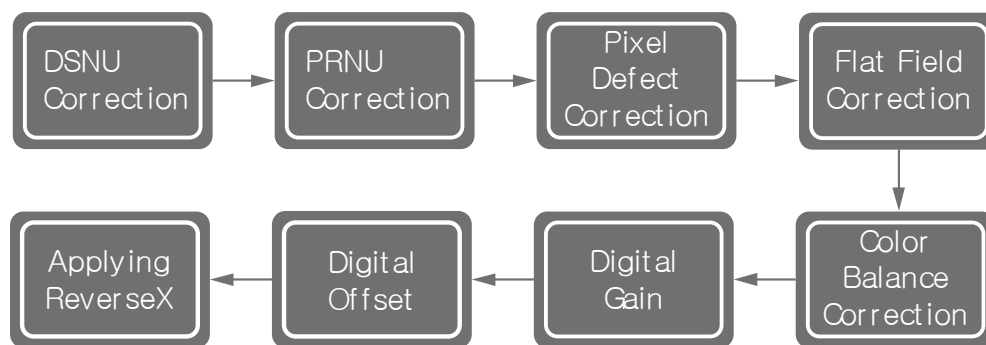 DSNU
Correction
PRNU
Correction
Pixel
Defect
Correction
Flat Field
Correction
Color
Balance
Correction
Digital
Gain
Digital
Offset
Applying
ReverseX